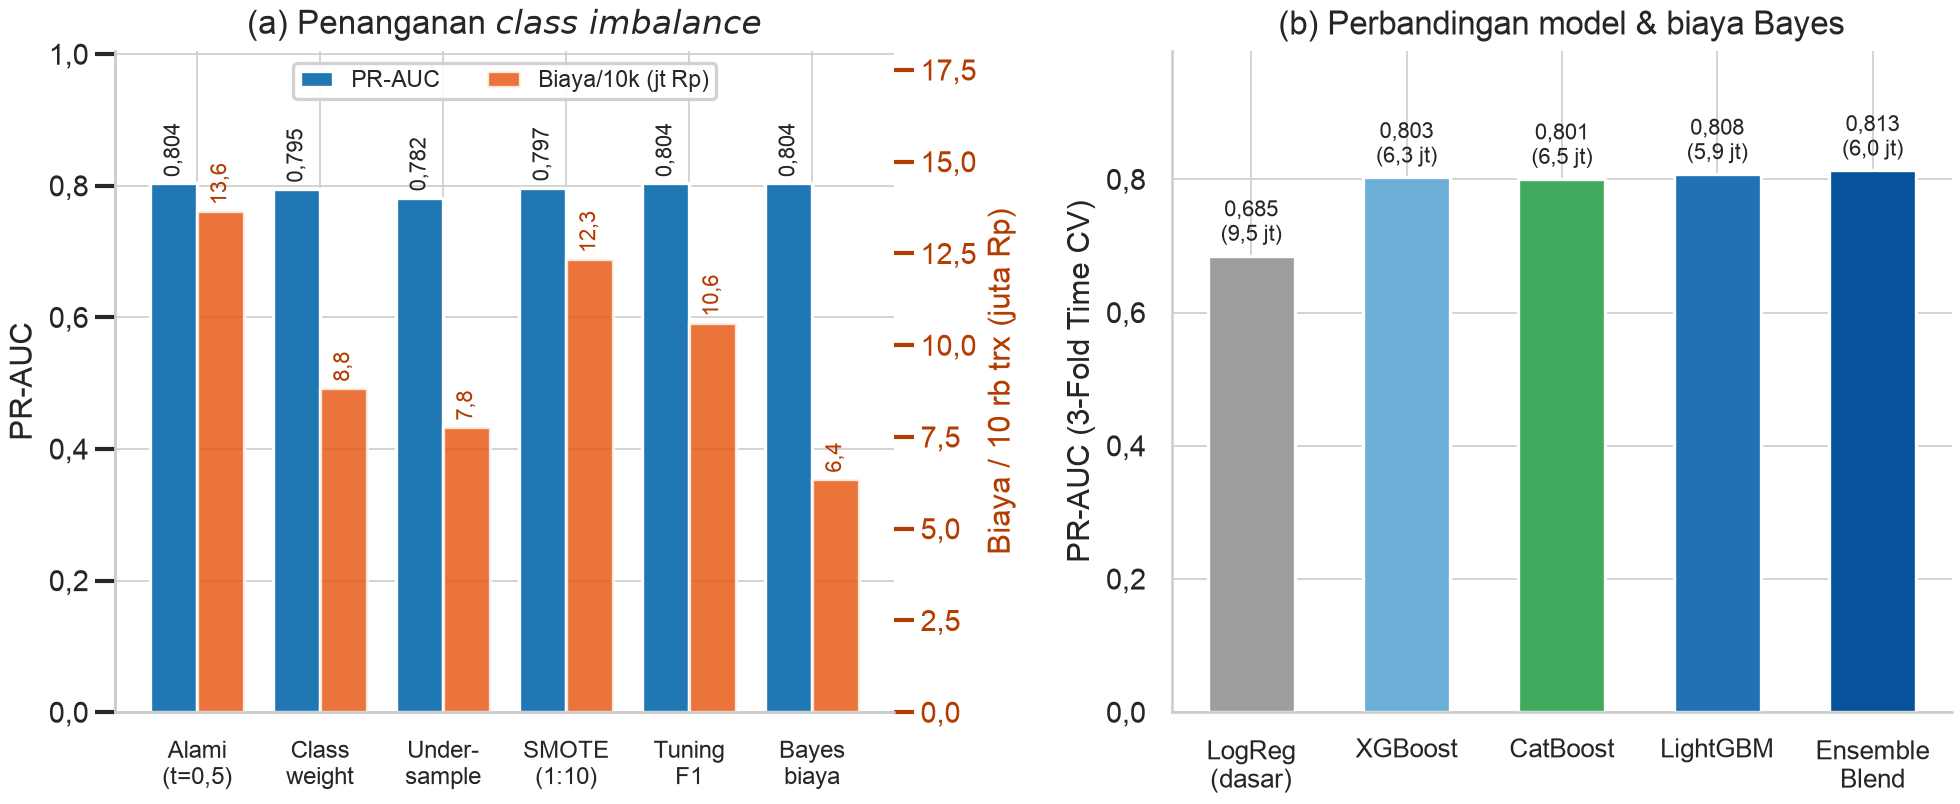 (a) Penanganan class imbalance
PR-AUC
Biaya/10k (jt Rp)
PR-AUC
1,0
0,8
0,6
0,4
0,2
0,0
0,804
13,6
0,795
8,8
0,782
7,8
0,797
12,3
0,804
10,6
0,804
6,4
17,5
15,0
12,5
10,0
7,5
5,0
2,5
0,0
Biaya / 10 rb trx (juta Rp)
Alami
(t=0,5)
Class
weight
Under-
sample
SMOTE
(1:10)
Tuning
F1
Bayes
biaya
(b) Perbandingan model & biaya Bayes
PR-AUC (3-Fold Time CV)
0,8
0,6
0,4
0,2
0,0
0,685
(9,5 jt)
0,803
(6,3 jt)
0,801
(6,5 jt)
0,808
(5,9 jt)
0,813
(6,0 jt)
LogReg
(dasar)
XGBoost
CatBoost
LightGBM
Ensemble
Blend